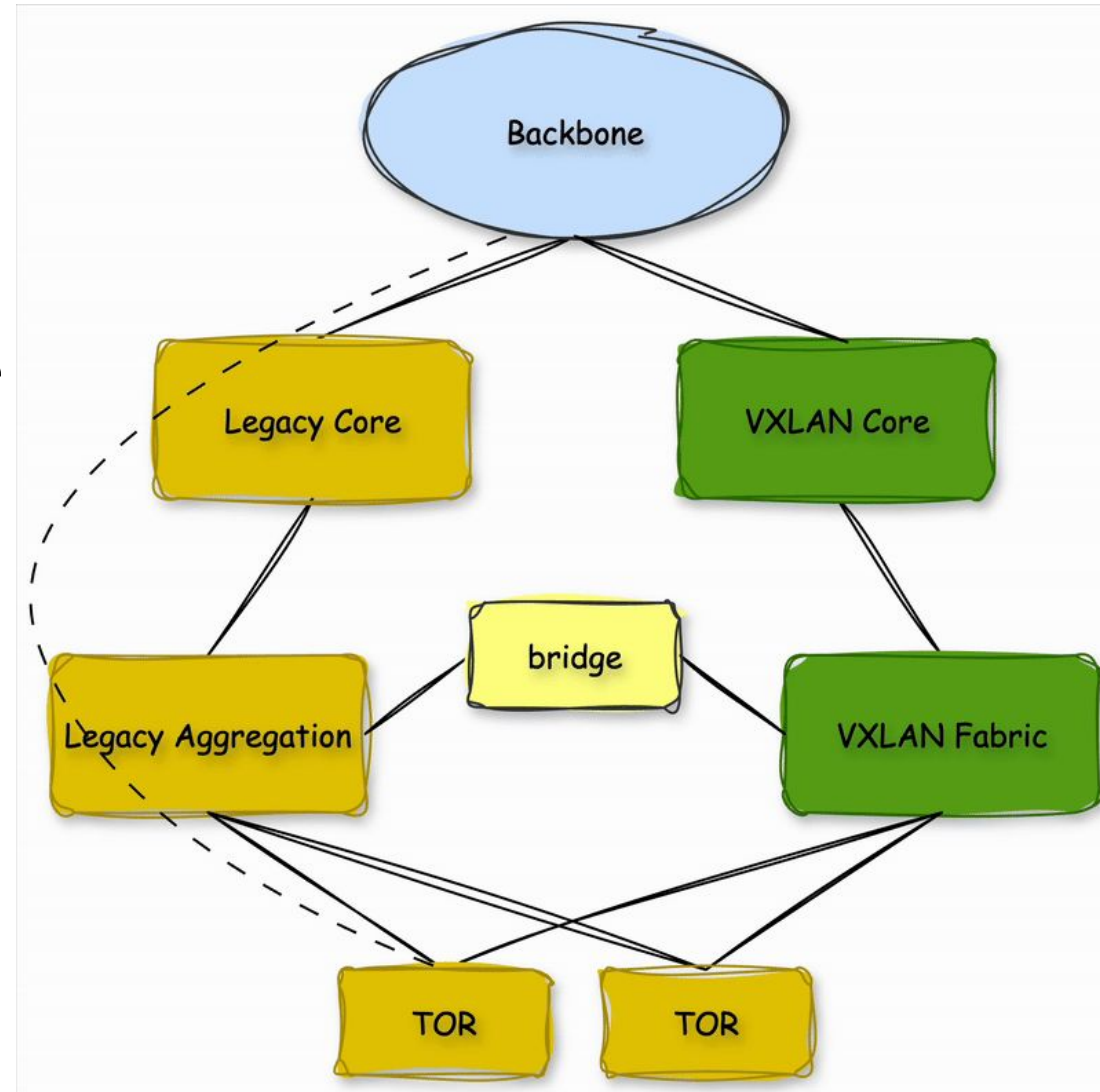 Backbone
Legacy Core
VXLAN Core
bridge
Legacy Aggregation
VXLAN Fabric
TOR
TOR